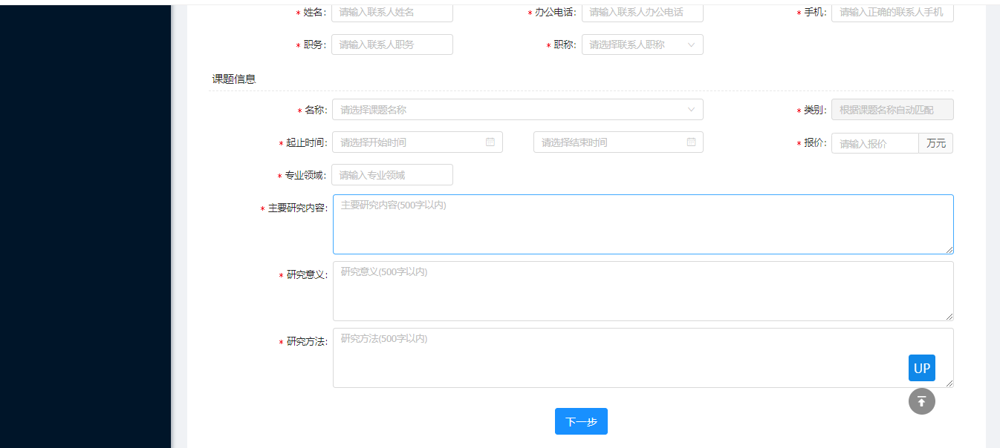 * 姓名: 请输入联系人姓名 * 办公电话: 请输入联系人办公电话 * 手机: 请输入正确的联系人手机
* 职务: 请输入联系人职务 * 职称: 请选择联系人职称
课题信息
* 名称: 请选择课题名称 * 类别: 根据课题名称自动匹配
* 起止时间: 请选择开始时间 请选择结束时间 * 报价: 请输入报价 万元
* 专业领域: 请输入专业领域
* 主要研究内容: 主要研究内容(500字以内)
* 研究意义: 研究意义(500字以内)
* 研究方法: 研究方法(500字以内)
UP
下一步